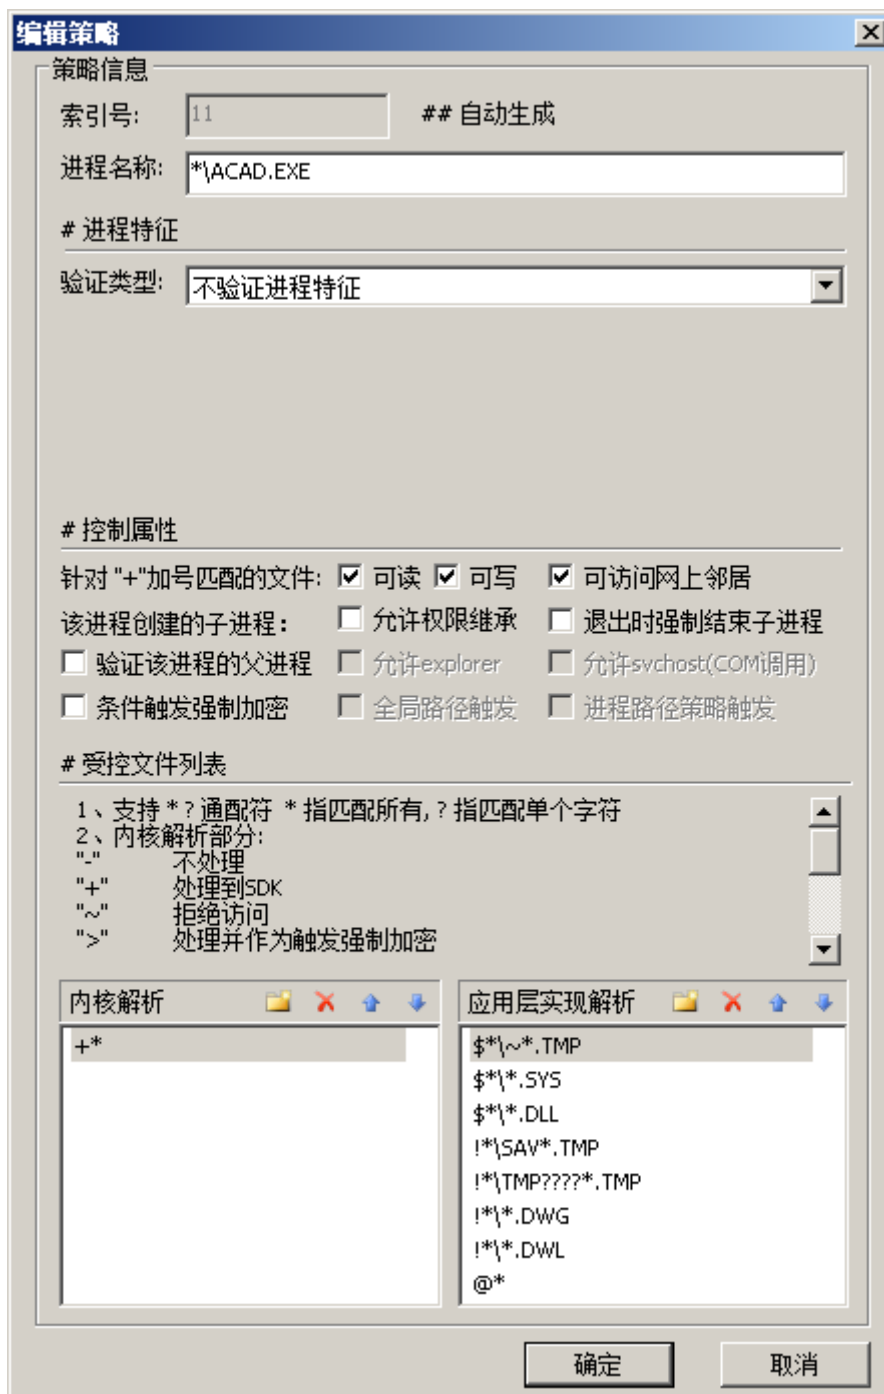 编辑策略
策略信息
索引号: 11 ## 自动生成
进程名称: *\ACAD.EXE
# 进程特征
验证类型: 不验证进程特征
# 控制属性
针对 "+"加号匹配的文件: 可读 可写 可访问网上邻居
该进程创建的子进程: 允许权限继承 退出时强制结束子进程
验证该进程的父进程 允许explorer 允许svchost(COM调用)
条件触发强制加密 全局路径触发 进程路径策略触发
# 受控文件列表
1、支持 * ? 通配符 * 指匹配所有, ? 指匹配单个字符
2、内核解析部分:
"-" 不处理
"+" 处理到SDK
"~" 拒绝访问
">" 处理并作为触发强制加密
内核解析 应用层实现解析
+*
$*\~*.TMP
$*\*.SYS
$*\*.DLL
!*\SAV*.TMP
!*\TMP????*.TMP
!*\*.DWG
!*\*.DWL
@*
确定 取消